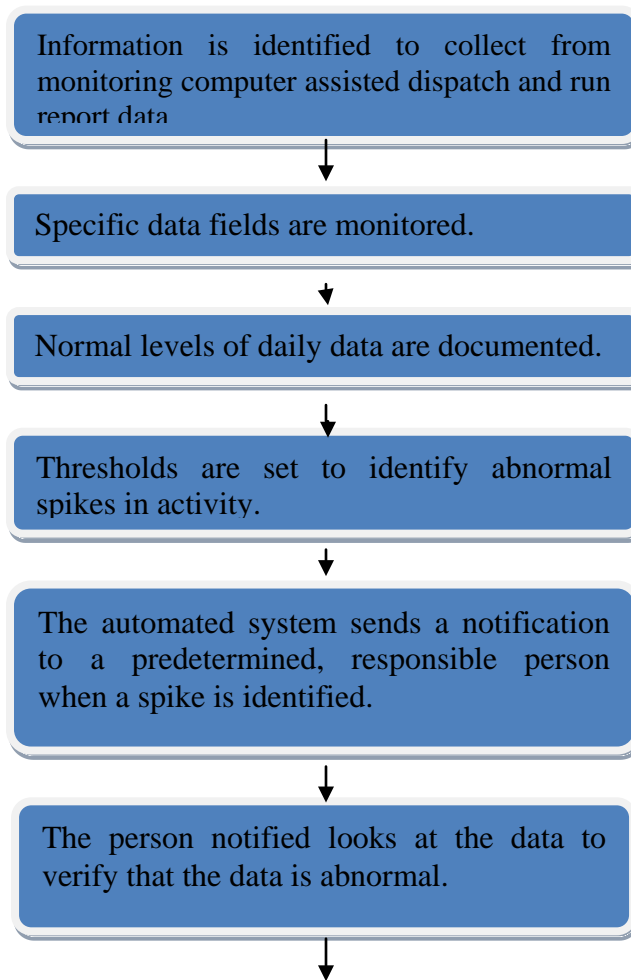 Information is identified to collect from
monitoring computer assisted dispatch and run
report data
Specific data fields are monitored.
Normal levels of daily data are documented.
Thresholds are set to identify abnormal
spikes in activity.
The automated system sends a notification
to a predetermined, responsible person
when a spike is identified.
The person notified looks at the data to
verify that the data is abnormal.